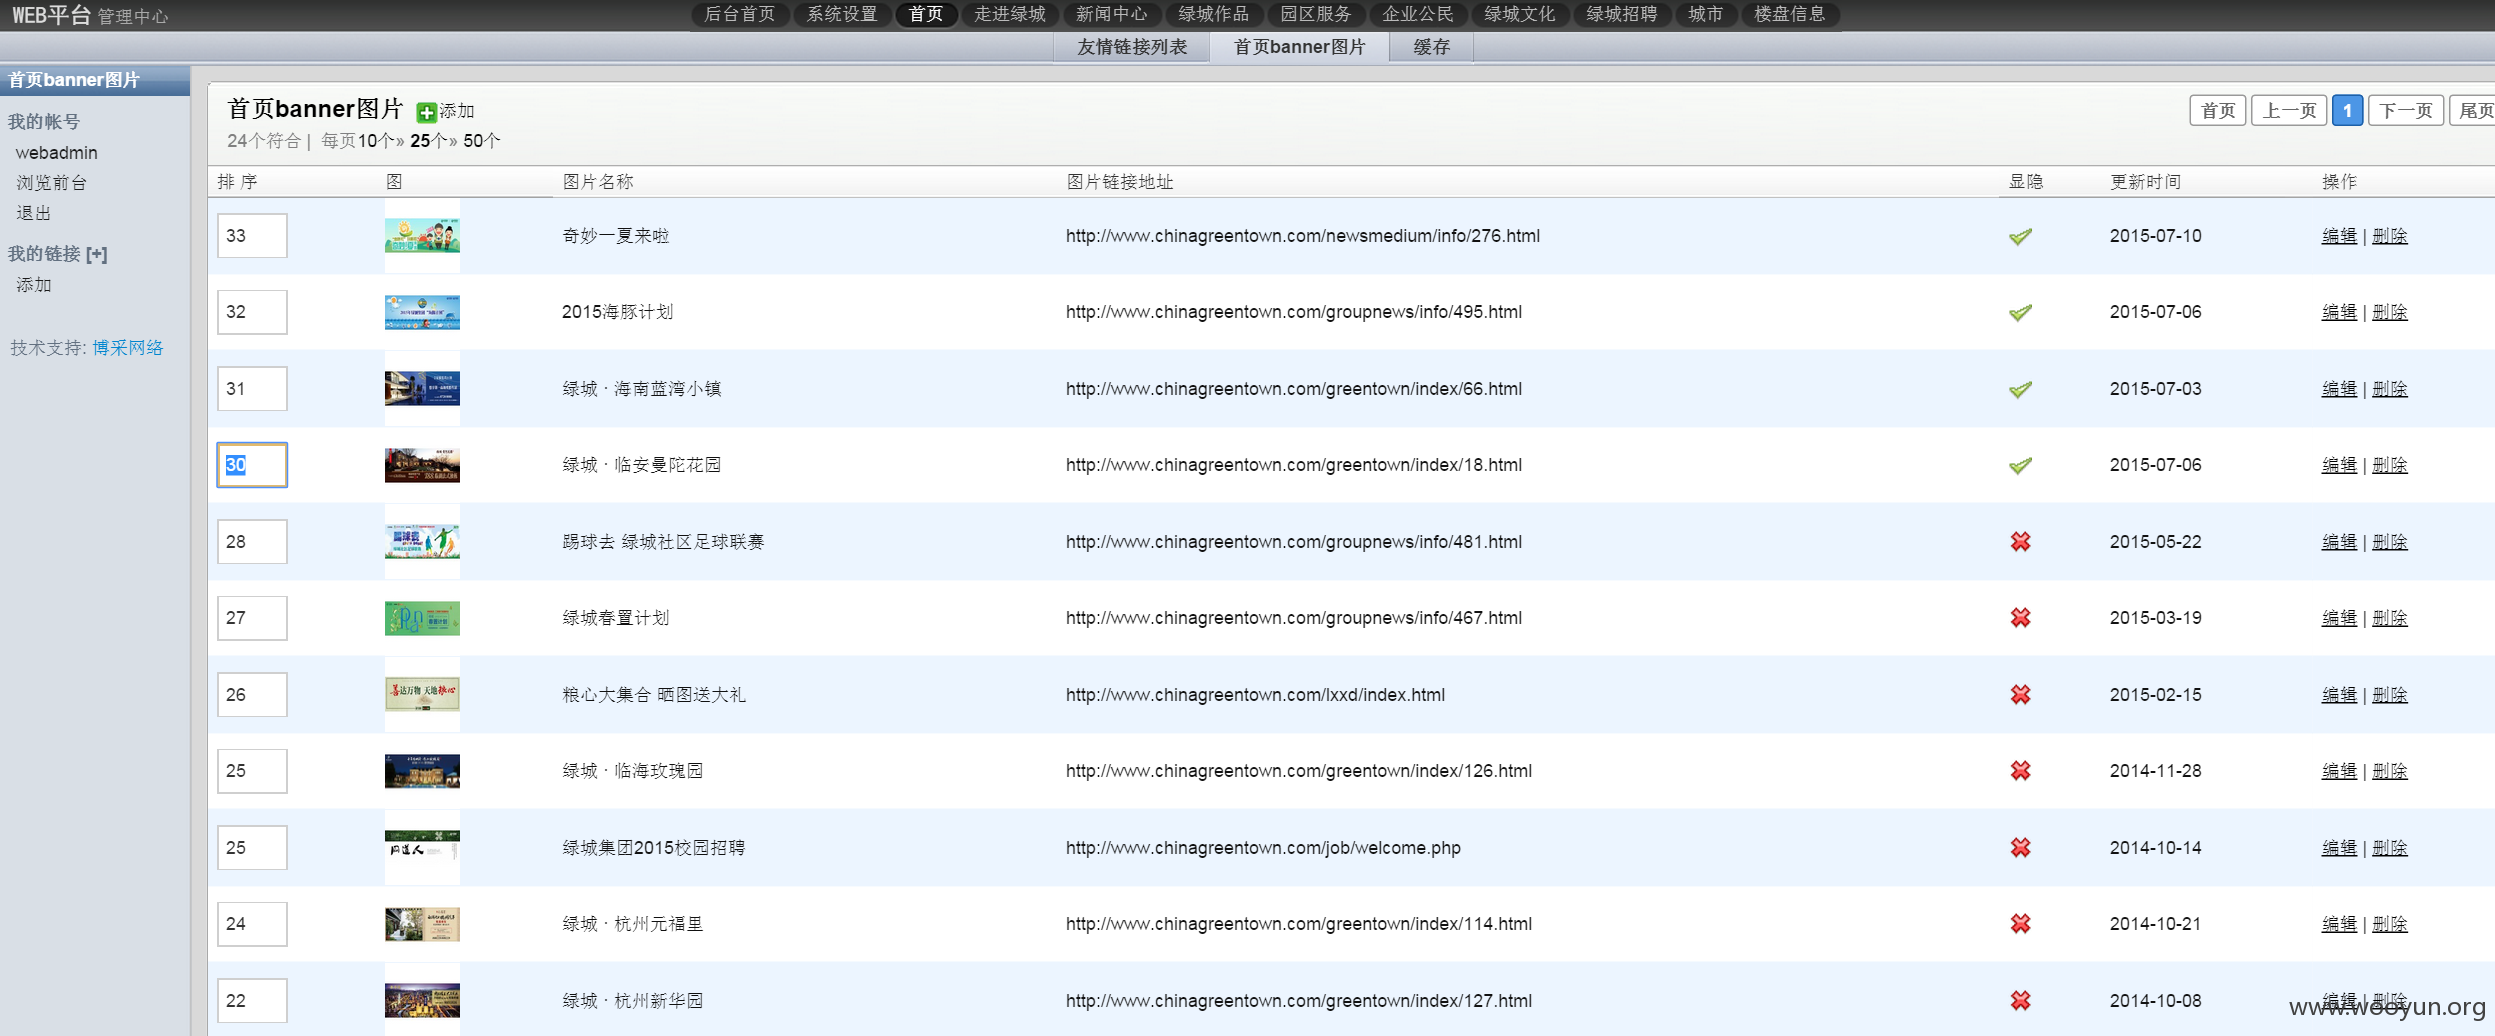 WEB平台 管理中心
后台首页 系统设置 首页 走进绿城 新闻中心 绿城作品 园区服务 企业公民 绿城文化 绿城招聘 城市 楼盘信息
友情链接列表 首页banner图片 缓存
首页banner图片
我的帐号
webadmin
浏览前台
退出
我的链接 [+]
添加
技术支持: 博采网络
首页banner图片 添加
24个符合 | 每页10个» 25个» 50个
首页 上一页 1 下一页 尾页
排 序 图 图片名称 图片链接地址 显隐 更新时间 操作
33 奇妙一夏来啦 http://www.chinagreentown.com/newsmedium/info/276.html 2015-07-10 编辑 | 删除
32 2015海豚计划 http://www.chinagreentown.com/groupnews/info/495.html 2015-07-06 编辑 | 删除
31 绿城 · 海南蓝湾小镇 http://www.chinagreentown.com/greentown/index/66.html 2015-07-03 编辑 | 删除
30 绿城 · 临安曼陀花园 http://www.chinagreentown.com/greentown/index/18.html 2015-07-06 编辑 | 删除
28 踢球去 踢球去 绿城社区足球联赛 http://www.chinagreentown.com/groupnews/info/481.html 2015-05-22 编辑 | 删除
27 绿城春置计划 http://www.chinagreentown.com/groupnews/info/467.html 2015-03-19 编辑 | 删除
26 善达万物 天地粮心 粮心大集合 晒图送大礼 http://www.chinagreentown.com/lxxd/index.html 2015-02-15 编辑 | 删除
25 绿城 · 临海玫瑰园 http://www.chinagreentown.com/greentown/index/126.html 2014-11-28 编辑 | 删除
25 同道人 绿城集团2015校园招聘 http://www.chinagreentown.com/job/welcome.php 2014-10-14 编辑 | 删除
24 绿城 · 杭州元福里 http://www.chinagreentown.com/greentown/index/114.html 2014-10-21 编辑 | 删除
22 绿城 · 杭州新华园 http://www.chinagreentown.com/greentown/index/127.html 2014-10-08 编辑 | 删除
www.wooyun.org